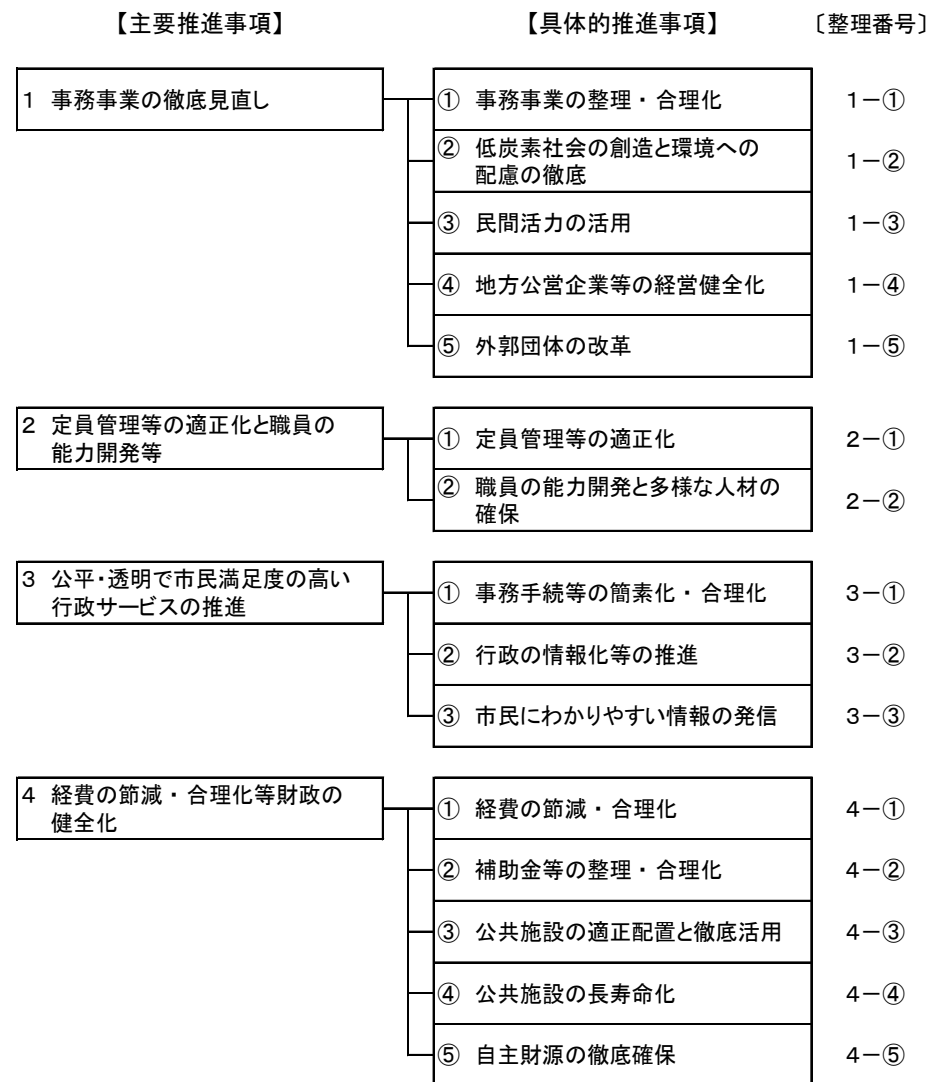 【主要推進事項】 【具体的推進事項】 〔整理番号〕
1 事務事業の徹底見直し ① 事務事業の整理・合理化 1-①
② 低炭素社会の創造と環境への
配慮の徹底 1-②
③ 民間活力の活用 1-③
④ 地方公営企業等の経営健全化 1-④
⑤ 外郭団体の改革 1-⑤
2 定員管理等の適正化と職員の
能力開発等
① 定員管理等の適正化 2-①
② 職員の能力開発と多様な人材の
確保 2-②
3 公平・透明で市民満足度の高い
行政サービスの推進
① 事務手続等の簡素化・合理化 3-①
② 行政の情報化等の推進 3-②
③ 市民にわかりやすい情報の発信 3-③
4 経費の節減・合理化等財政の
健全化
① 経費の節減・合理化 4-①
② 補助金等の整理・合理化 4-②
③ 公共施設の適正配置と徹底活用 4-③
④ 公共施設の長寿命化 4-④
⑤ 自主財源の徹底確保 4-⑤